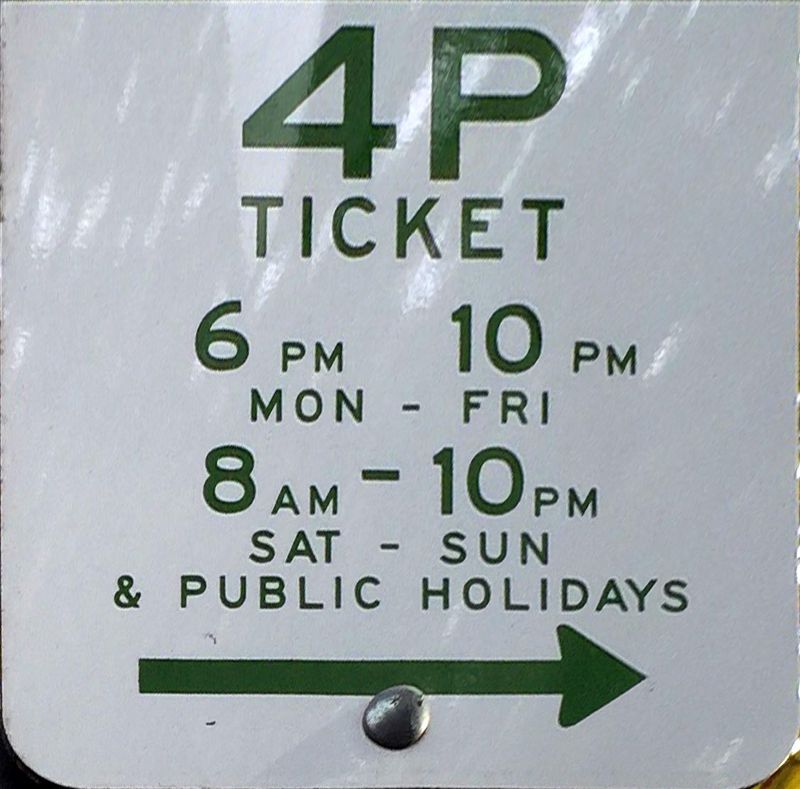 4P
TICKET
6 PM 10 PM
MON - FRI
8 AM - 10 PM
SAT - SUN
& PUBLIC HOLIDAYS